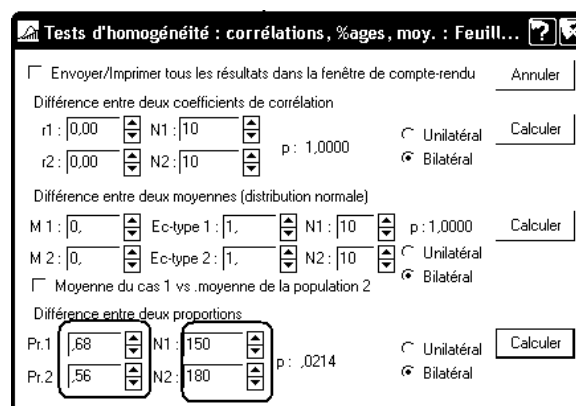 Tests d'homogénéité : corrélations, %ages, moy. : Feuill...
Envoyer/Imprimer tous les résultats dans la fenêtre de compte-rendu Annuler
Différence entre deux coefficients de corrélation
r1 : 0,00 N1 : 10 p : 1,0000 Unilatéral Calculer
r2 : 0,00 N2 : 10 Bilatéral
Différence entre deux moyennes (distribution normale)
M 1 : 0, Ec-type 1 : 1, N1 : 10 p : 1,0000 Calculer
M 2 : 0, Ec-type 2 : 1, N2 : 10 Unilatéral
Bilatéral
Moyenne du cas 1 vs .moyenne de la population 2
Différence entre deux proportions
Pr.1 ,68 N1 : 150 p : ,0214 Unilatéral Calculer
Pr.2 ,56 N2 : 180 Bilatéral